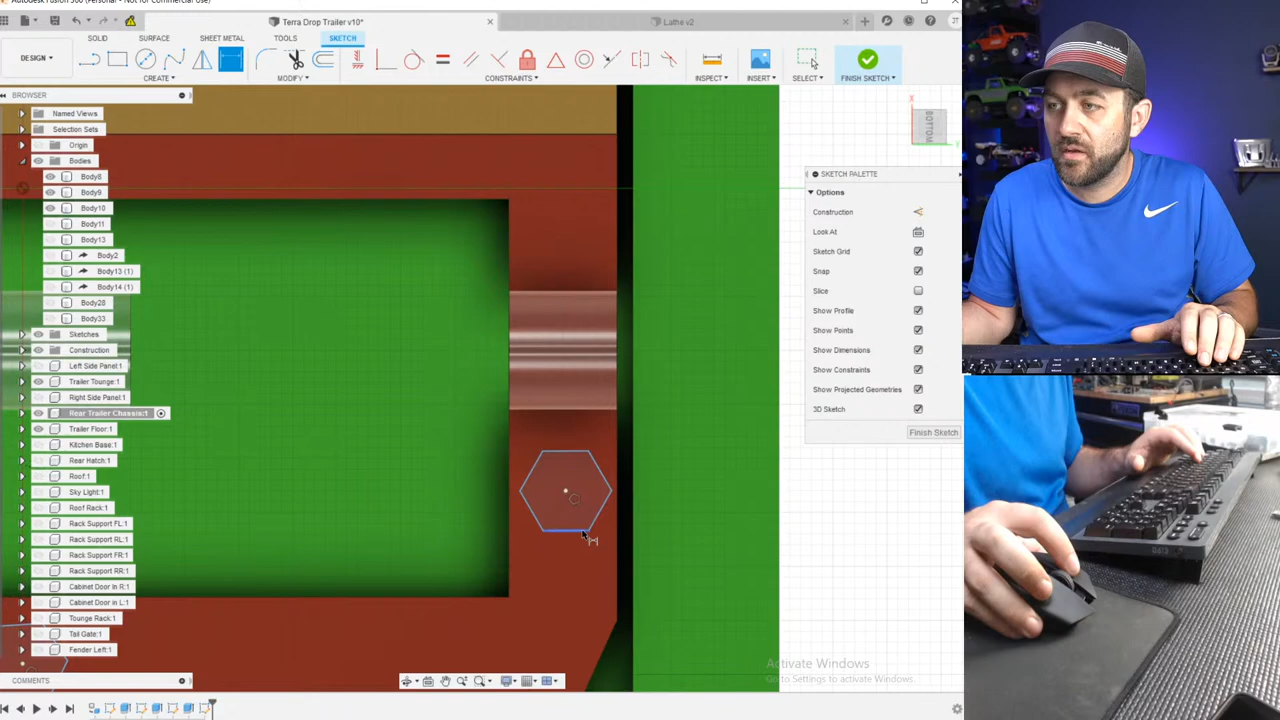 Autodesk Fusion 360 (Personal - Not for Commercial Use)
Terra Drop Trailer v10*
Lathe v2
JT
DESIGN
SOLID
SURFACE
SHEET METAL
TOOLS
SKETCH
CREATE
MODIFY
CONSTRAINTS
INSPECT
INSERT
SELECT
FINISH SKETCH
BROWSER
Named Views
Selection Sets
Origin
Bodies
Body8
Body9
Body10
Body11
Body13
Body2
Body13 (1)
Body14 (1)
Body28
Body33
Sketches
Construction
Left Side Panel:1
Trailer Tounge:1
Right Side Panel:1
Rear Trailer Chassis:1
Trailer Floor:1
Kitchen Base:1
Rear Hatch:1
Roof:1
Sky Light:1
Roof Rack:1
Rack Support FL:1
Rack Support RL:1
Rack Support FR:1
Rack Support RR:1
Cabinet Door In R:1
Cabinet Door in L:1
Tounge Rack:1
Tail Gate:1
Fender Left:1
COMMENTS
X
BOTTOM
Y
SKETCH PALETTE
Options
Construction
Look At
Sketch Grid
Snap
Slice
Show Profile
Show Points
Show Dimensions
Show Constraints
Show Projected Geometries
3D Sketch
Finish Sketch
Activate Windows
Go to Settings to activate Windows.
G613